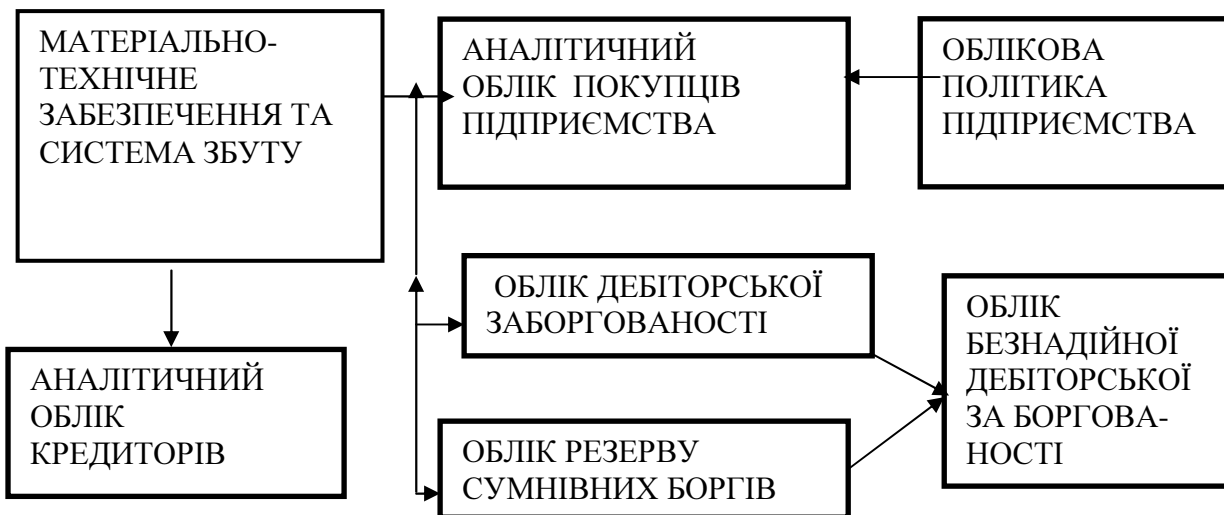 МАТЕРІАЛЬНО-
ТЕХНІЧНЕ
ЗАБЕЗПЕЧЕННЯ ТА
СИСТЕМА ЗБУТУ
АНАЛІТИЧНИЙ
ОБЛІК ПОКУПЦІВ
ПІДПРИЄМСТВА
ОБЛІКОВА
ПОЛІТИКА
ПІДПРИЄМСТВА
ОБЛІК ДЕБІТОРСЬКОЇ
ЗАБОРГОВАНОСТІ
ОБЛІК
БЕЗНАДІЙНОЇ
ДЕБІТОРСЬКОЇ
ЗА БОРГОВА-
НОСТІ
АНАЛІТИЧНИЙ
ОБЛІК
КРЕДИТОРІВ
ОБЛІК РЕЗЕРВУ
СУМНІВНИХ БОРГІВ